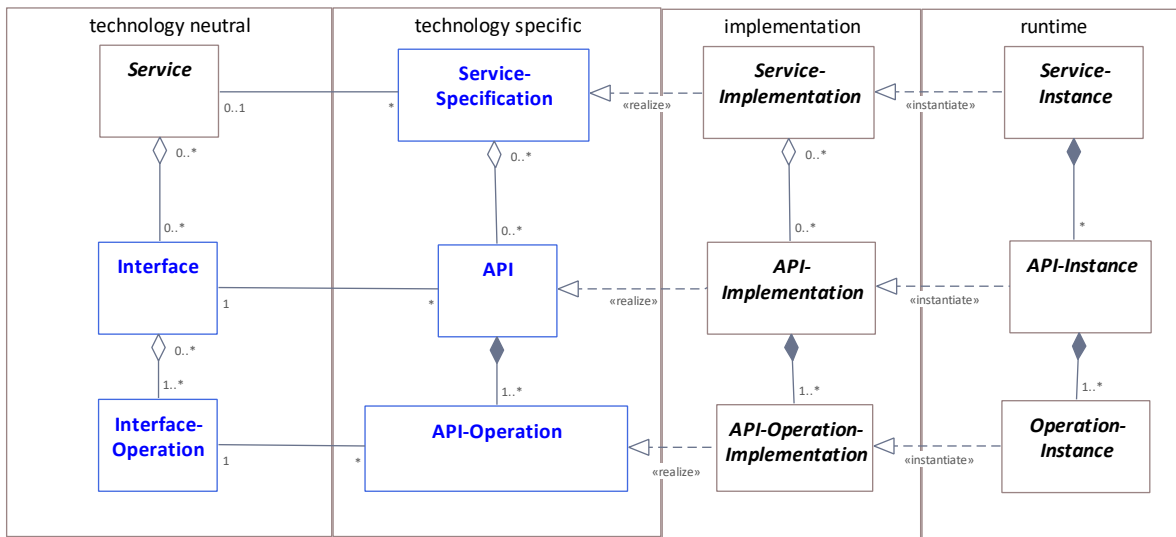 technology neutral
technology specific
implementation
runtime
Service
Service-
Specification
Service-
Implementation
Service-
Instance
0..1
*
«realize»
«instantiate»
0..*
0..*
0..*
0..*
0..*
0..*
*
Interface
API
API-
Implementation
API-Instance
1
*
«realize»
«instantiate»
0..*
1..*
1..*
1..*
1..*
Interface-
Operation
API-Operation
API-Operation-
Implementation
Operation-
Instance
1
*
«realize»
«instantiate»